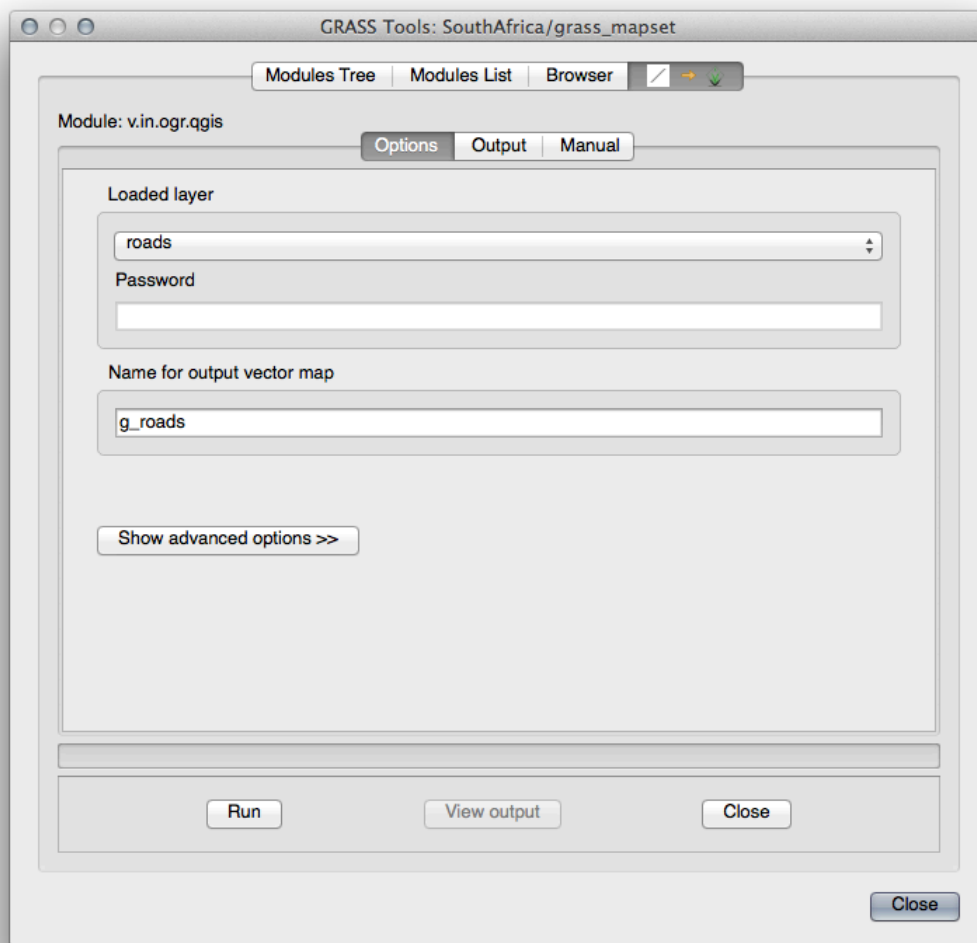 GRASS Tools: SouthAfrica/grass_mapset
Modules Tree Modules List Browser
Module: v.in.ogr.qgis
Options Output Manual
Loaded layer
roads
Password
Name for output vector map
g_roads
Show advanced options >>
Run View output Close
Close